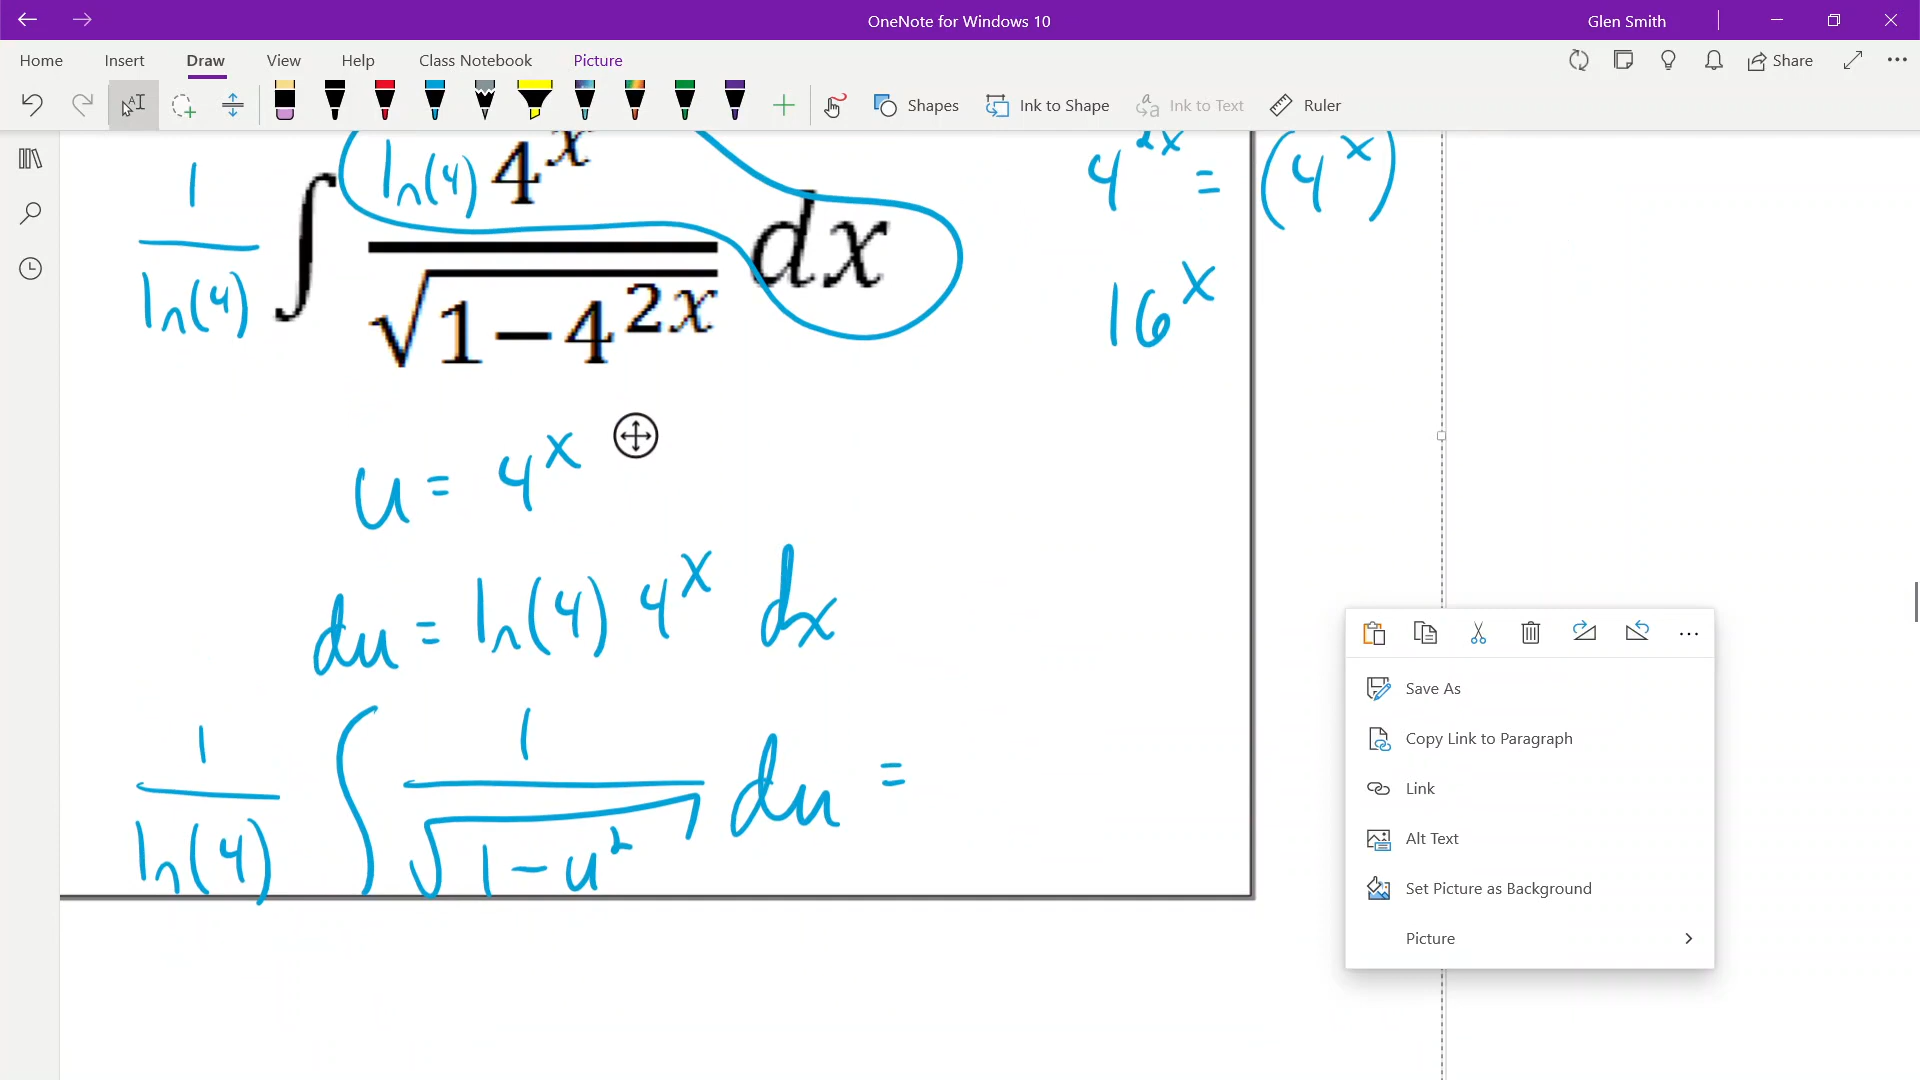 OneNote for Windows 10
Glen Smith
Home Insert Draw View Help Class Notebook Picture
Share
Shapes Ink to Shape Ink to Text Ruler
1/ln(4) ∫ ln(4) 4^x / √(1−4^{2x}) dx
4^{2x} = (4^x)
16^x
u = 4^x
du = ln(4) 4^x dx
1/ln(4) ∫ 1/√(1-u²) du =
Save As
Copy Link to Paragraph
Link
Alt Text
Set Picture as Background
Picture